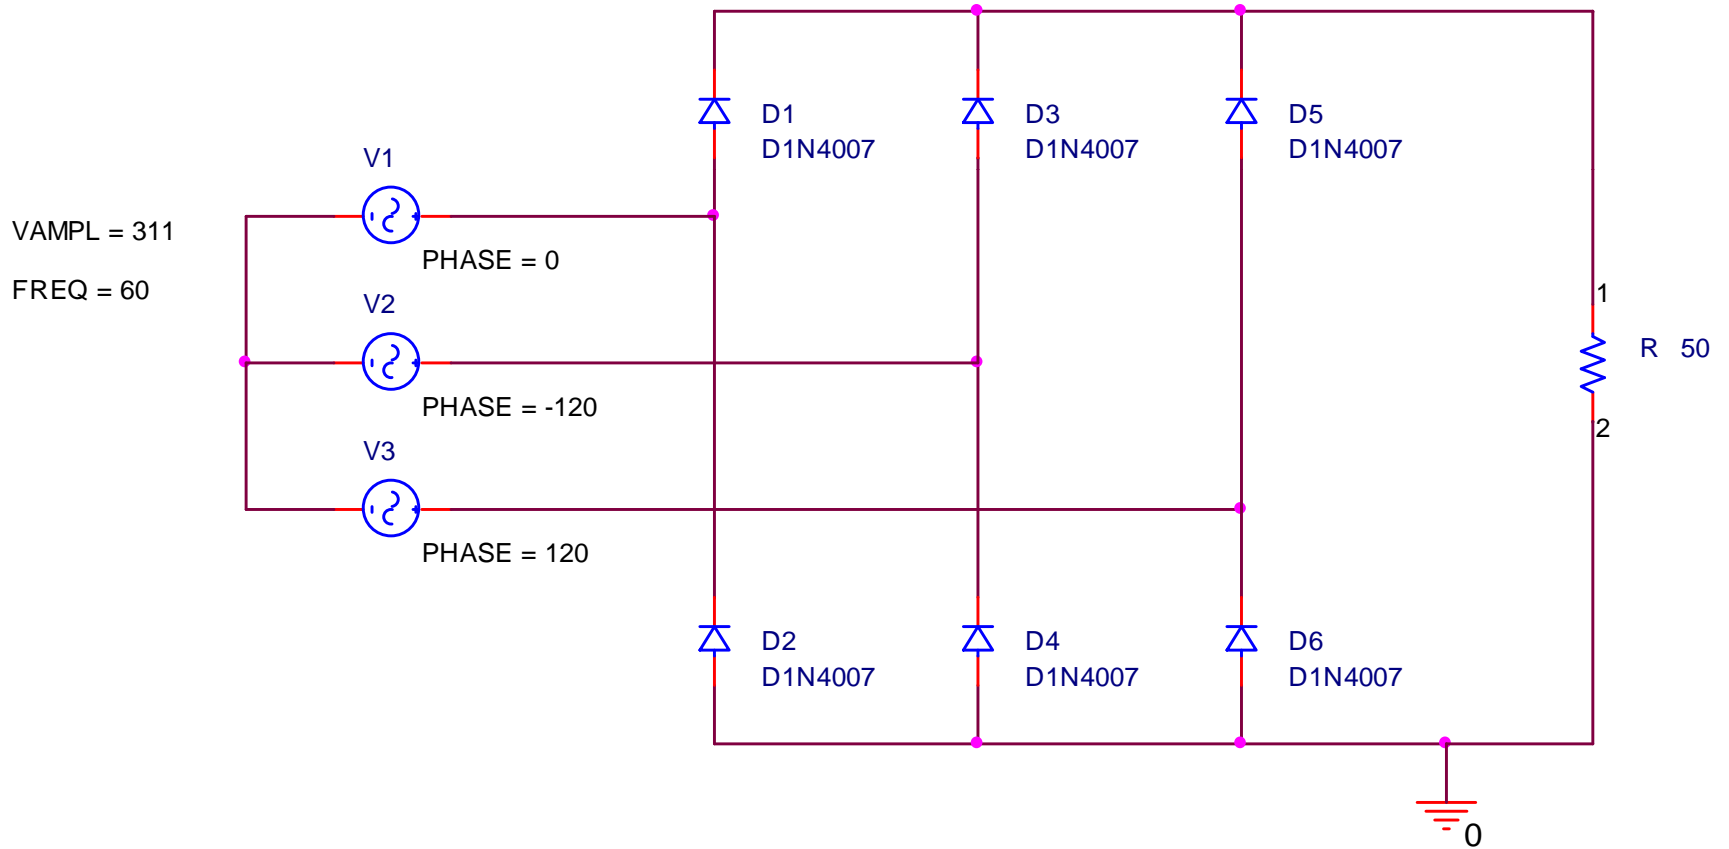 D1
D1N4007
D3
D1N4007
D5
D1N4007
V1
VAMPL = 311
PHASE = 0
FREQ = 60
V2
1
R 50
PHASE = -120
2
V3
PHASE = 120
D2
D1N4007
D4
D1N4007
D6
D1N4007
0